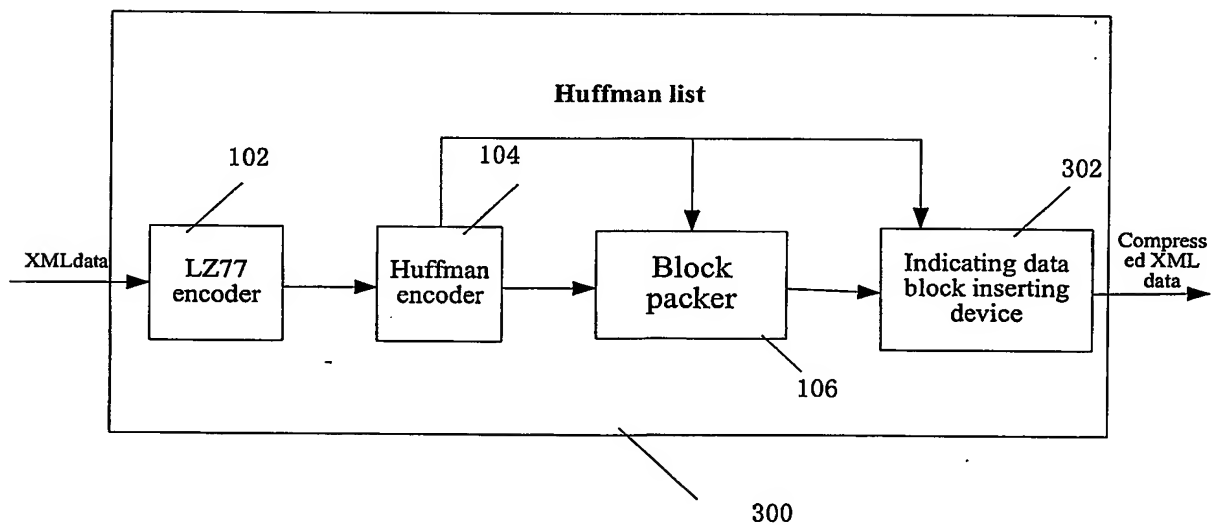 Huffman list
102
104
302
XMLdata
LZ77
encoder
Huffman
encoder
Block
packer
Indicating data
block inserting
device
Compress
ed XML
data
106
300